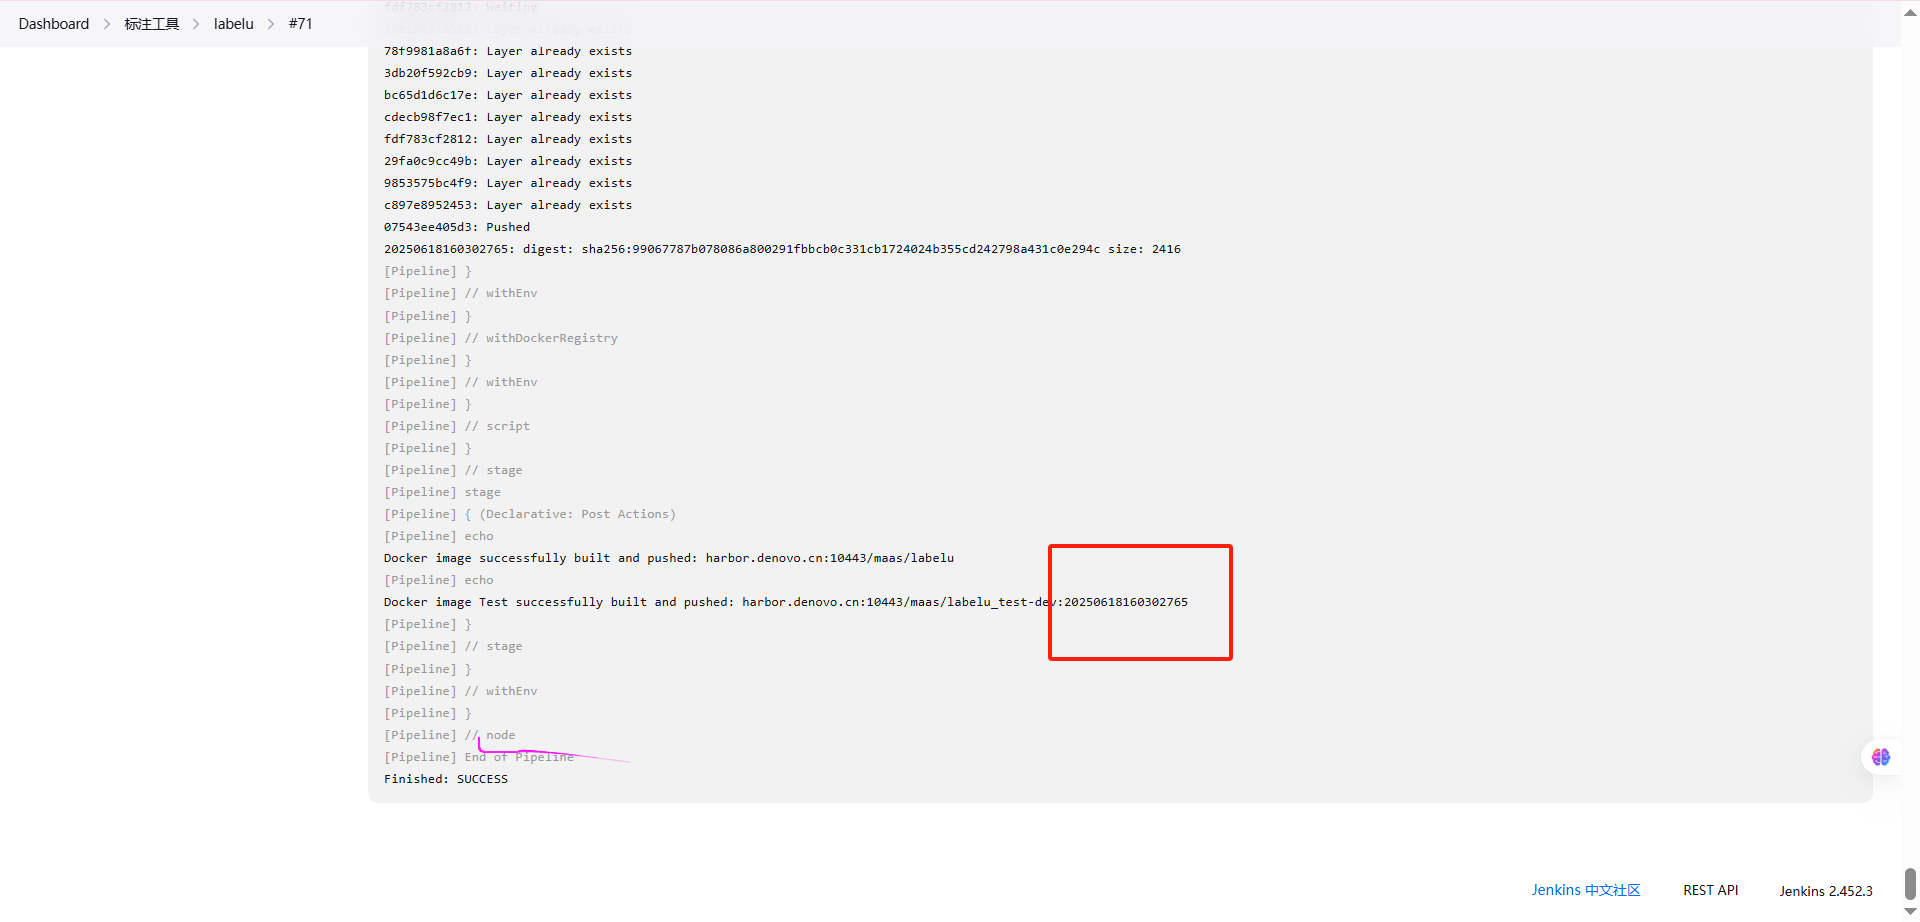 Dashboard > 标注工具 > labelu > #71
fdf783cf2812: Waiting
78f9981a8a6f: Layer already exists
3db20f592cb9: Layer already exists
bc65d1d6c17e: Layer already exists
cdecb98f7ec1: Layer already exists
fdf783cf2812: Layer already exists
29fa0c9cc49b: Layer already exists
9853575bc4f9: Layer already exists
c897e8952453: Layer already exists
07543ee405d3: Pushed
20250618160302765: digest: sha256:99067787b078086a800291fbbcb0c331cb1724024b355cd242798a431c0e294c size: 2416
[Pipeline] }
[Pipeline] // withEnv
[Pipeline] }
[Pipeline] // withDockerRegistry
[Pipeline] }
[Pipeline] // withEnv
[Pipeline] }
[Pipeline] // script
[Pipeline] }
[Pipeline] // stage
[Pipeline] stage
[Pipeline] { (Declarative: Post Actions)
[Pipeline] echo
Docker image successfully built and pushed: harbor.denovo.cn:10443/maas/labelu
[Pipeline] echo
Docker image Test successfully built and pushed: harbor.denovo.cn:10443/maas/labelu_test-dev:20250618160302765
[Pipeline] }
[Pipeline] // stage
[Pipeline] }
[Pipeline] // withEnv
[Pipeline] }
[Pipeline] // node
[Pipeline] End of Pipeline
Finished: SUCCESS
Jenkins 中文社区 REST API Jenkins 2.452.3